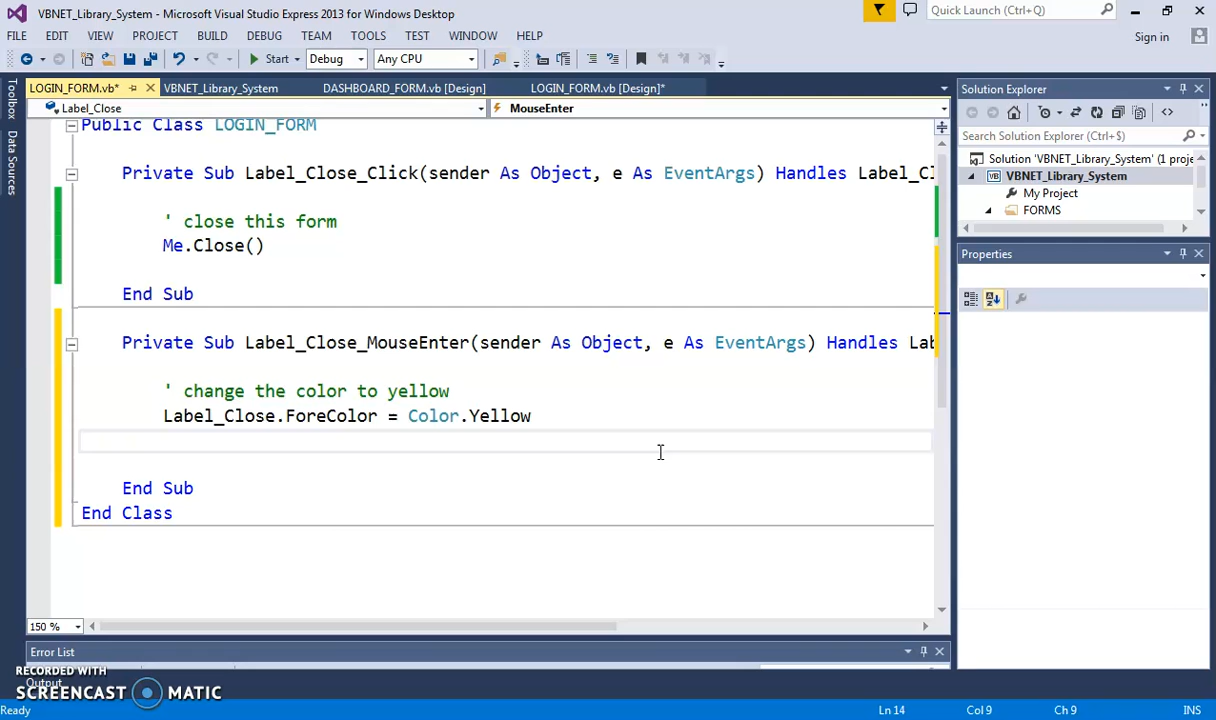 VBNET_Library_System - Microsoft Visual Studio Express 2013 for Windows Desktop
Quick Launch (Ctrl+Q)
FILE EDIT VIEW PROJECT BUILD DEBUG TEAM TOOLS TEST WINDOW HELP
Sign in
Start Debug Any CPU
LOGIN_FORM.vb* VBNET_Library_System DASHBOARD_FORM.vb [Design] LOGIN_FORM.vb [Design]*
Label_Close MouseEnter
Toolbox
Data Sources
Public Class LOGIN_FORM
Private Sub Label_Close_Click(sender As Object, e As EventArgs) Handles Label_Cl
' close this form
Me.Close()
End Sub
Private Sub Label_Close_MouseEnter(sender As Object, e As EventArgs) Handles Lab
' change the color to yellow
Label_Close.ForeColor = Color.Yellow
End Sub
End Class
150 %
Solution Explorer
Search Solution Explorer (Ctrl+$)
Solution 'VBNET_Library_System' (1 proje
VBNET_Library_System
My Project
FORMS
Properties
Error List
Output
RECORDED WITH
SCREENCAST MATIC
Ready Ln 14 Col 9 Ch 9 INS